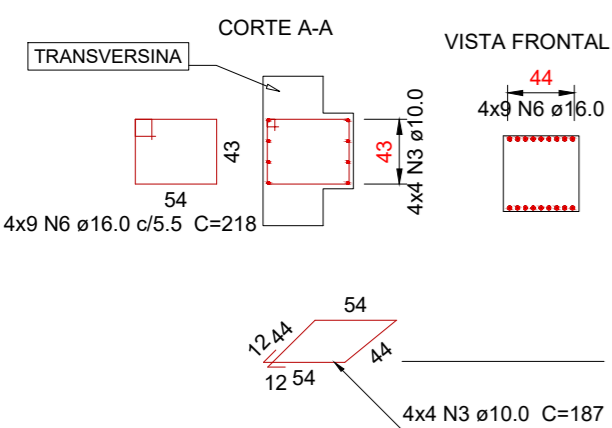 CORTE A-A
VISTA FRONTAL
TRANSVERSINA
44
4x9 N6 ø16.0
43
43
4x4 N3 ø10.0
54
4x9 N6 ø16.0 c/5.5 C=218
54
12
44
44
12
54
4x4 N3 ø10.0 C=187